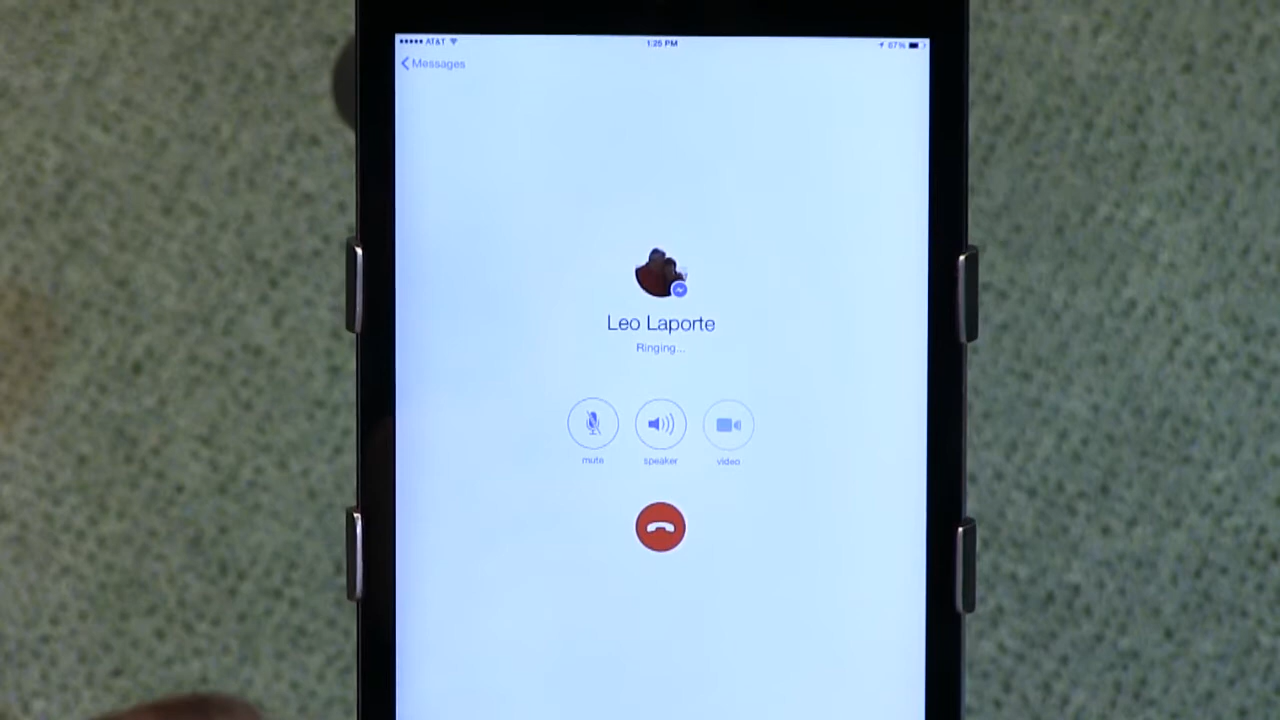 AT&T 1:25 PM 67%
Messages
Leo Laporte
Ringing...
mute speaker video